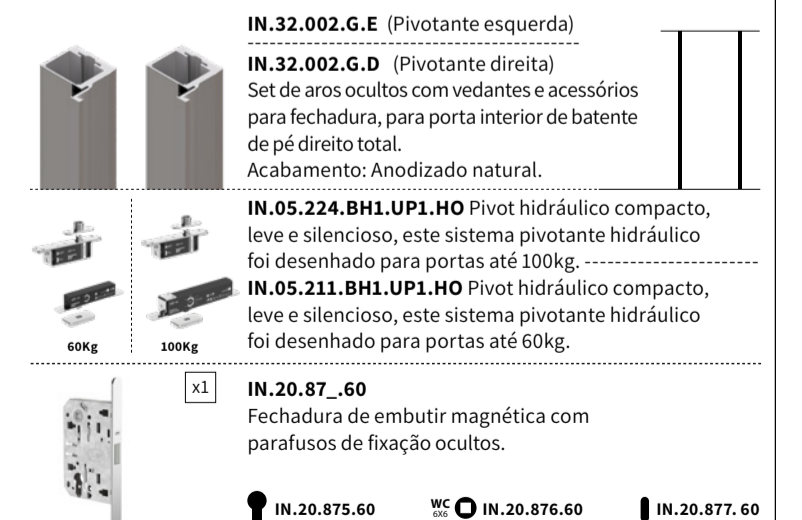 IN.32.002.G.E (Pivotante esquerda)
IN.32.002.G.D (Pivotante direita)
Set de aros ocultos com vedantes e acessórios
para fechadura, para porta interior de batente
de pé direito total.
Acabamento: Anodizado natural.
IN.05.224.BH1.UP1.HO Pivot hidráulico compacto,
leve e silencioso, este sistema pivotante hidráulico
foi desenhado para portas até 100kg.
IN.05.211.BH1.UP1.HO Pivot hidráulico compacto,
leve e silencioso, este sistema pivotante hidráulico
foi desenhado para portas até 60kg.
60Kg
100Kg
x1
IN.20.87_.60
Fechadura de embutir magnética com
parafusos de fixação ocultos.
IN.20.875.60
WC
6X6
IN.20.876.60
IN.20.877. 60